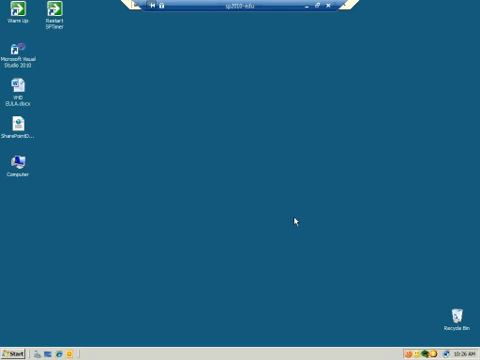 sp2010-edu
Warm Up
Restart
SPTimer
Microsoft Visual
Studio 2010
VHD
EULA.docx
SharePointD...
Computer
Recycle Bin
Start
10:26 AM